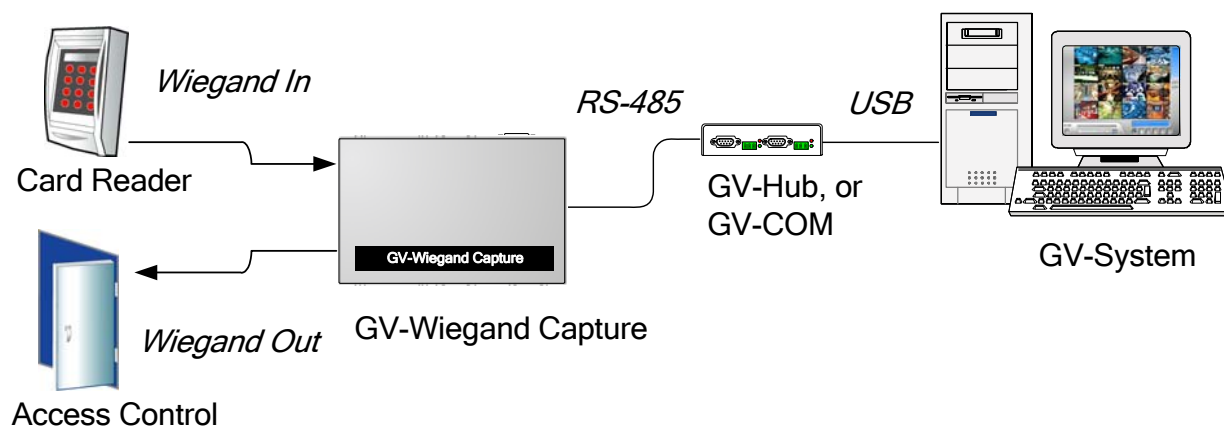 Wiegand In
RS-485
USB
Card Reader
GV-Wiegand Capture
GV-Hub, or
GV-COM
GV-System
Wiegand Out
GV-Wiegand Capture
Access Control